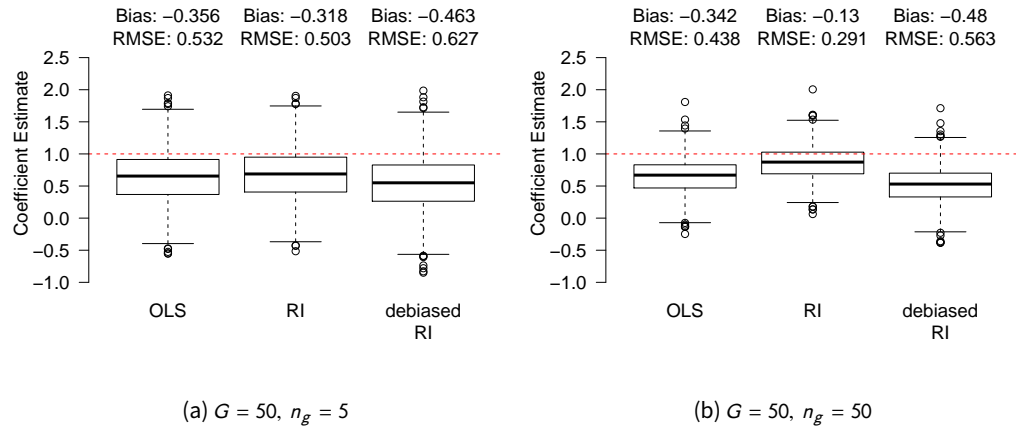 Bias: −0.356 Bias: −0.318 Bias: −0.463
RMSE: 0.532 RMSE: 0.503 RMSE: 0.627
Coefficient Estimate
2.5
2.0
1.5
1.0
0.5
0.0
−0.5
−1.0
OLS RI debiased
RI
(a) G = 50, n_g = 5
Bias: −0.342 Bias: −0.13 Bias: −0.48
RMSE: 0.438 RMSE: 0.291 RMSE: 0.563
Coefficient Estimate
2.5
2.0
1.5
1.0
0.5
0.0
−0.5
−1.0
OLS RI debiased
RI
(b) G = 50, n_g = 50